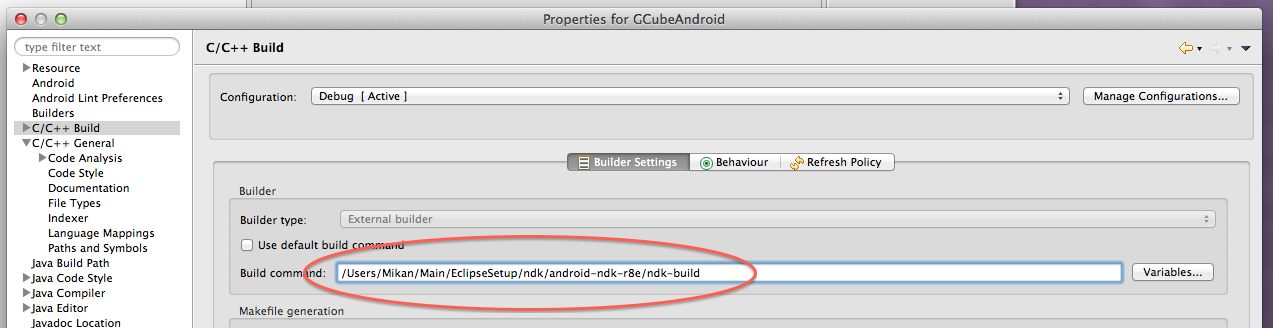 Properties for GCubeAndroid
type filter text
Resource
Android
Android Lint Preferences
Builders
C/C++ Build
C/C++ General
Code Analysis
Code Style
Documentation
File Types
Indexer
Language Mappings
Paths and Symbols
Java Build Path
Java Code Style
Java Compiler
Java Editor
Javadoc Location
C/C++ Build
Configuration: Debug [ Active ] Manage Configurations...
Builder Settings Behaviour Refresh Policy
Builder
Builder type: External builder
Use default build command
Build command: /Users/Mikan/Main/EclipseSetup/ndk/android-ndk-r8e/ndk-build Variables...
Makefile generation